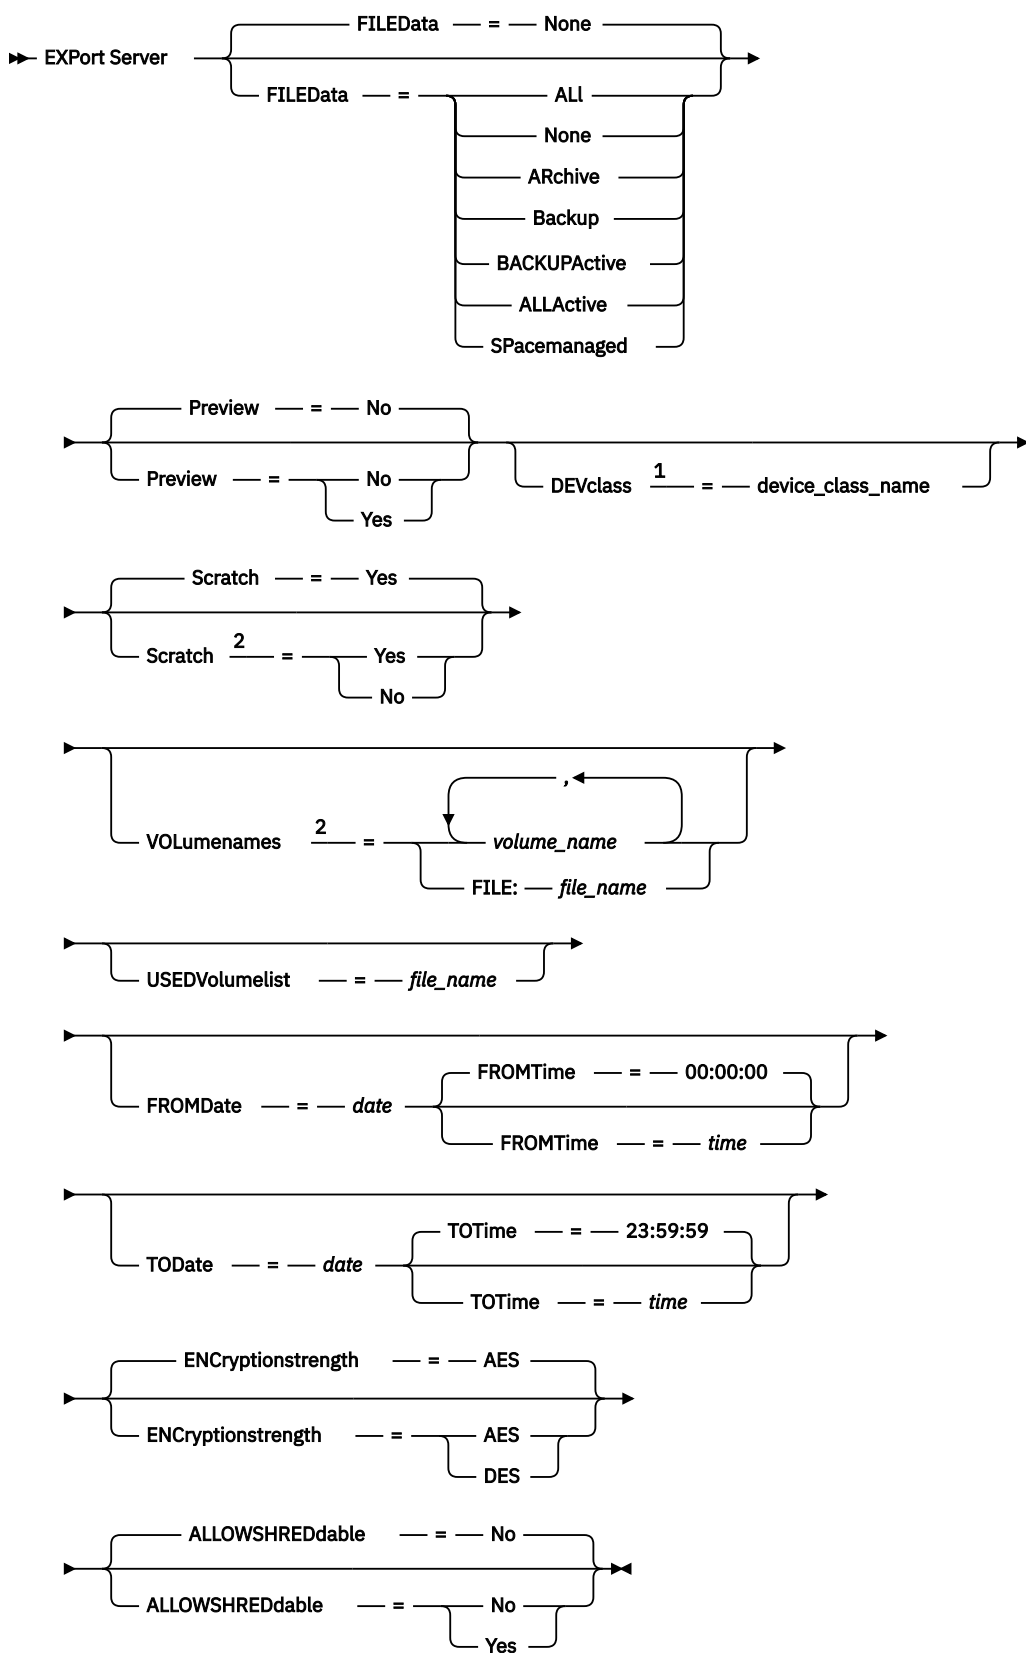 FILEData = None
EXPort Server
FILEData = ALl
None
ARchive
Backup
BACKUPActive
ALLActive
SPacemanaged
Preview = No
Preview = No
Yes
DEVclass 1 = device_class_name
Scratch = Yes
Scratch 2 = Yes
No
,
VOLumenames 2 = volume_name
FILE: file_name
USEDVolumelist = file_name
FROMTime = 00:00:00
FROMDate = date
FROMTime = time
TOTime = 23:59:59
TODate = date
TOTime = time
ENCryptionstrength = AES
ENCryptionstrength = AES
DES
ALLOWSHREDdable = No
ALLOWSHREDdable = No
Yes